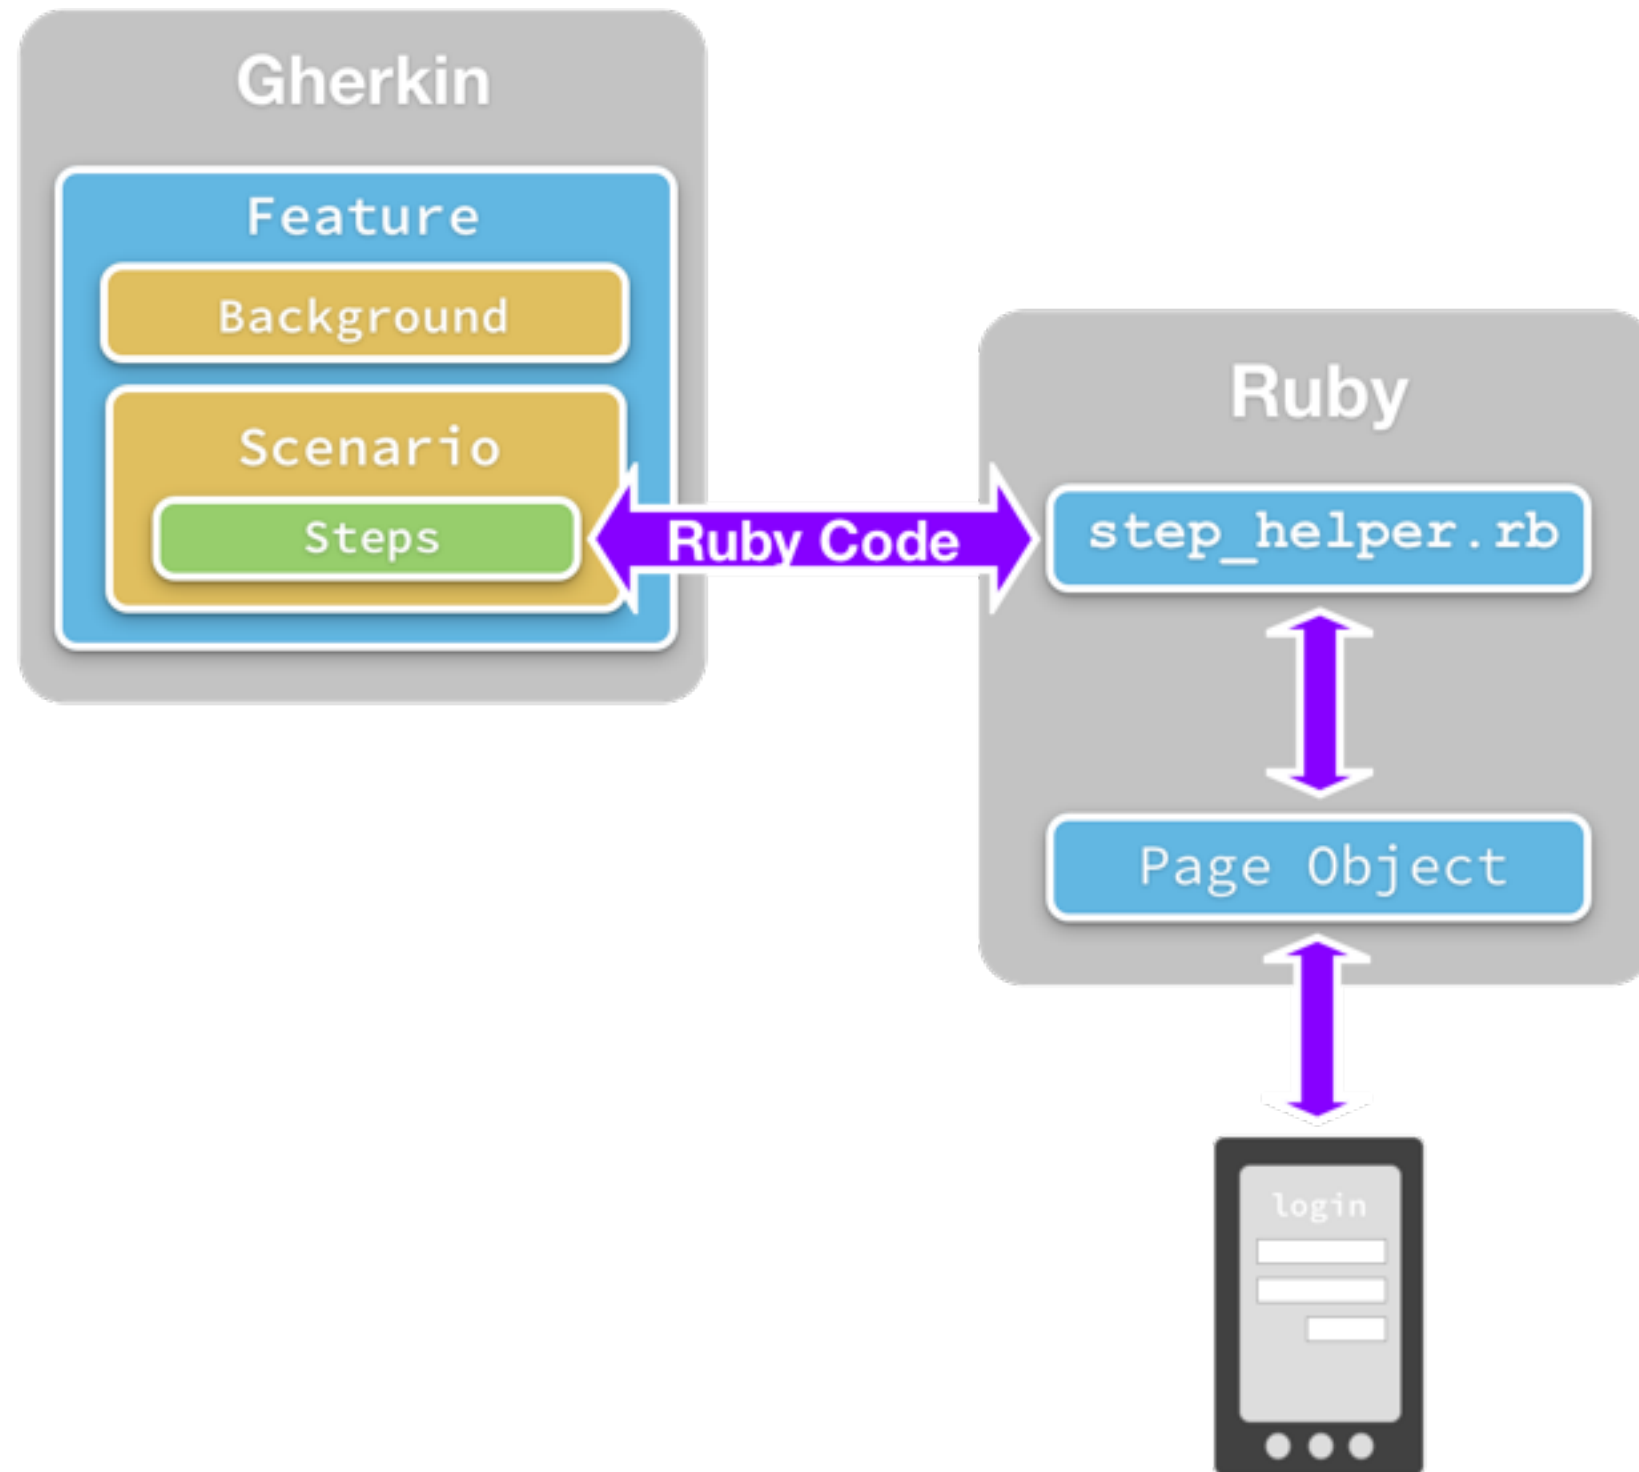 Gherkin
Feature
Background
Scenario
Steps
Ruby Code
Ruby
step_helper.rb
Page Object
login